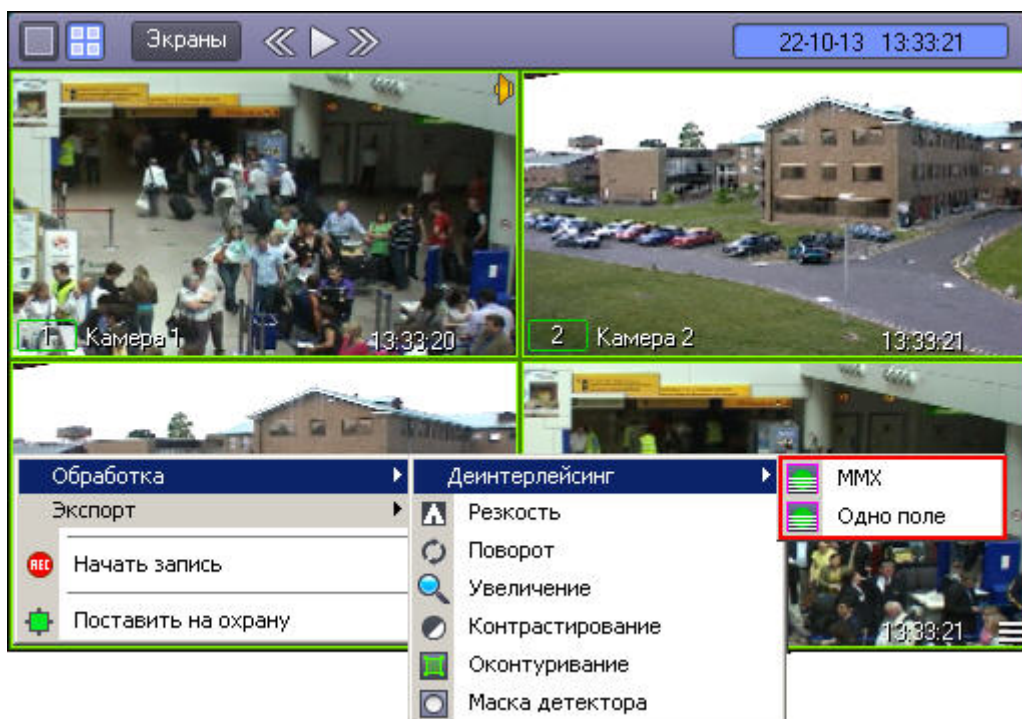 Экраны
22-10-13 13:33:21
1 Камера 1 13:33:20
2 Камера 2 13:33:21
Обработка
Экспорт
REC Начать запись
Поставить на охрану
Деинтерлейсинг
Резкость
Поворот
Увеличение
Контрастирование
Оконтуривание
Маска детектора
MMX
Одно поле
13:33:21